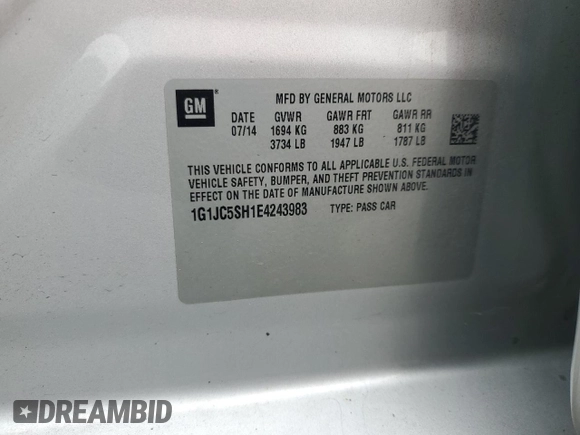 GM
MFD BY GENERAL MOTORS LLC
DATE GVWR GAWR FRT GAWR RR
07/14 1694 KG 883 KG 811 KG
3734 LB 1947 LB 1787 LB
THIS VEHICLE CONFORMS TO ALL APPLICABLE U.S. FEDERAL MOTOR
VEHICLE SAFETY, BUMPER, AND THEFT PREVENTION STANDARDS IN
EFFECT ON THE DATE OF MANUFACTURE SHOWN ABOVE.
1G1JC5SH1E4243983 TYPE: PASS CAR
DREAMBID